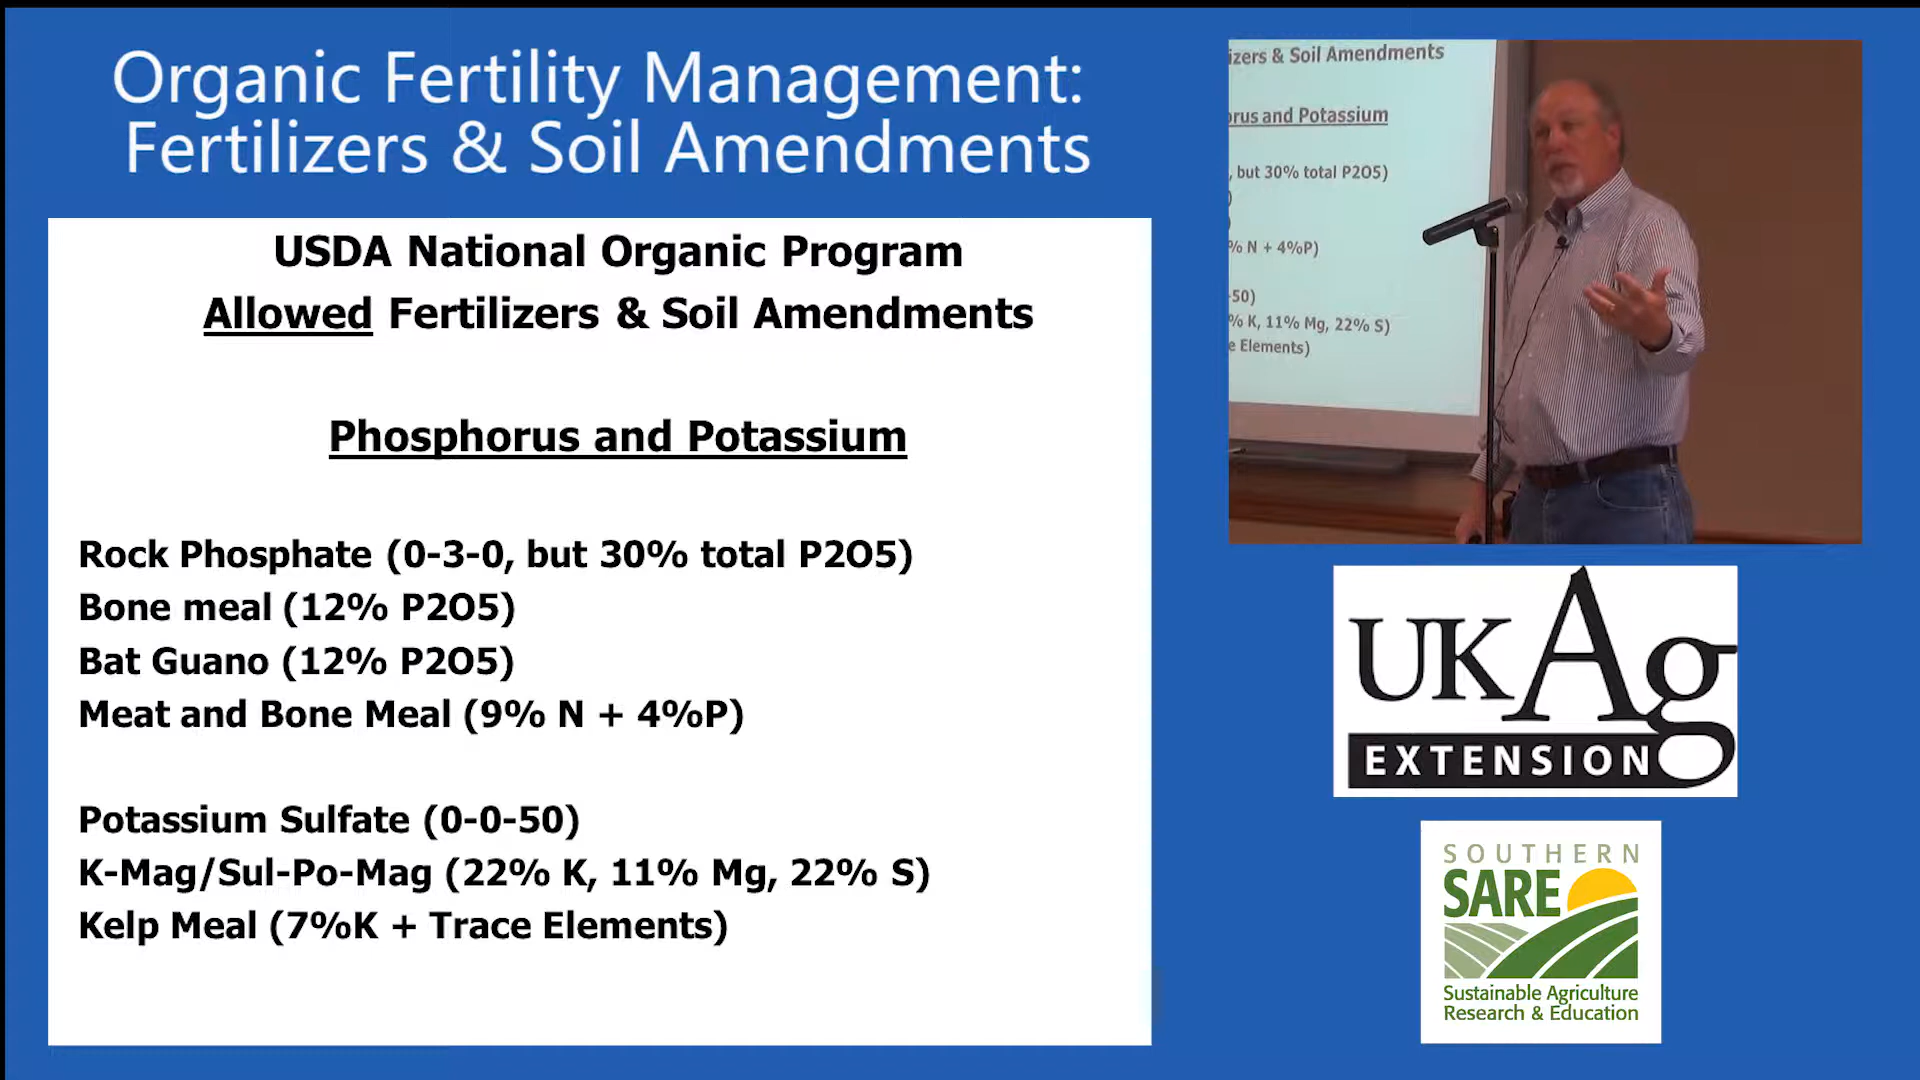 Organic Fertility Management:
Fertilizers & Soil Amendments
USDA National Organic Program
Allowed Fertilizers & Soil Amendments
Phosphorus and Potassium
Rock Phosphate (0-3-0, but 30% total P2O5)
Bone meal (12% P2O5)
Bat Guano (12% P2O5)
Meat and Bone Meal (9% N + 4%P)
Potassium Sulfate (0-0-50)
K-Mag/Sul-Po-Mag (22% K, 11% Mg, 22% S)
Kelp Meal (7%K + Trace Elements)
izers & Soil Amendments
orus and Potassium
, but 30% total P2O5)
)
)
% N + 4%P)
-50)
% K, 11% Mg, 22% S)
e Elements)
UKAg
EXTENSION
SOUTHERN
SARE
Sustainable Agriculture
Research & Education